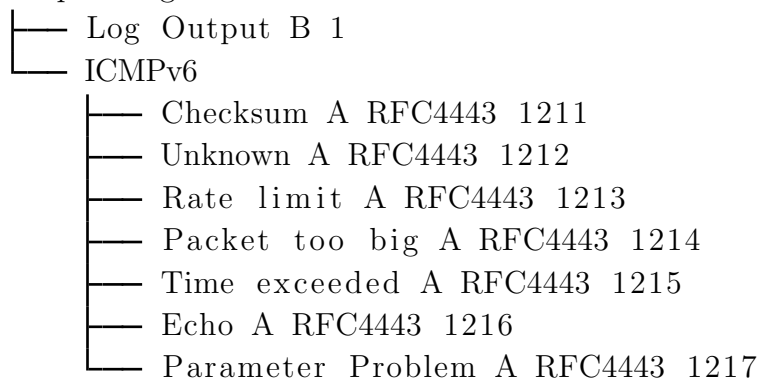 ├── Log Output B 1
└── ICMPv6
    ├── Checksum A RFC4443 1211
    ├── Unknown A RFC4443 1212
    ├── Rate limit A RFC4443 1213
    ├── Packet too big A RFC4443 1214
    ├── Time exceeded A RFC4443 1215
    ├── Echo A RFC4443 1216
    └── Parameter Problem A RFC4443 1217